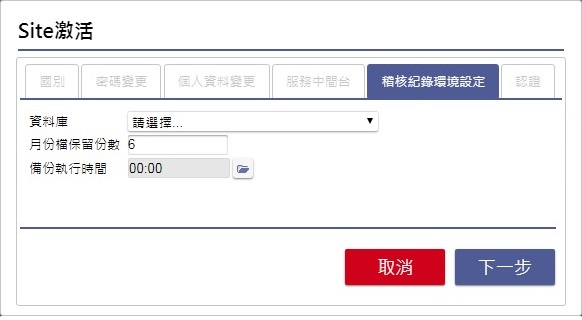 Site激活
國別 密碼變更 個人資料變更 服務中間台 稽核紀錄環境設定 認證
資料庫 請選擇...
月份檔保留份數 6
備份執行時間 00:00
取消 下一步